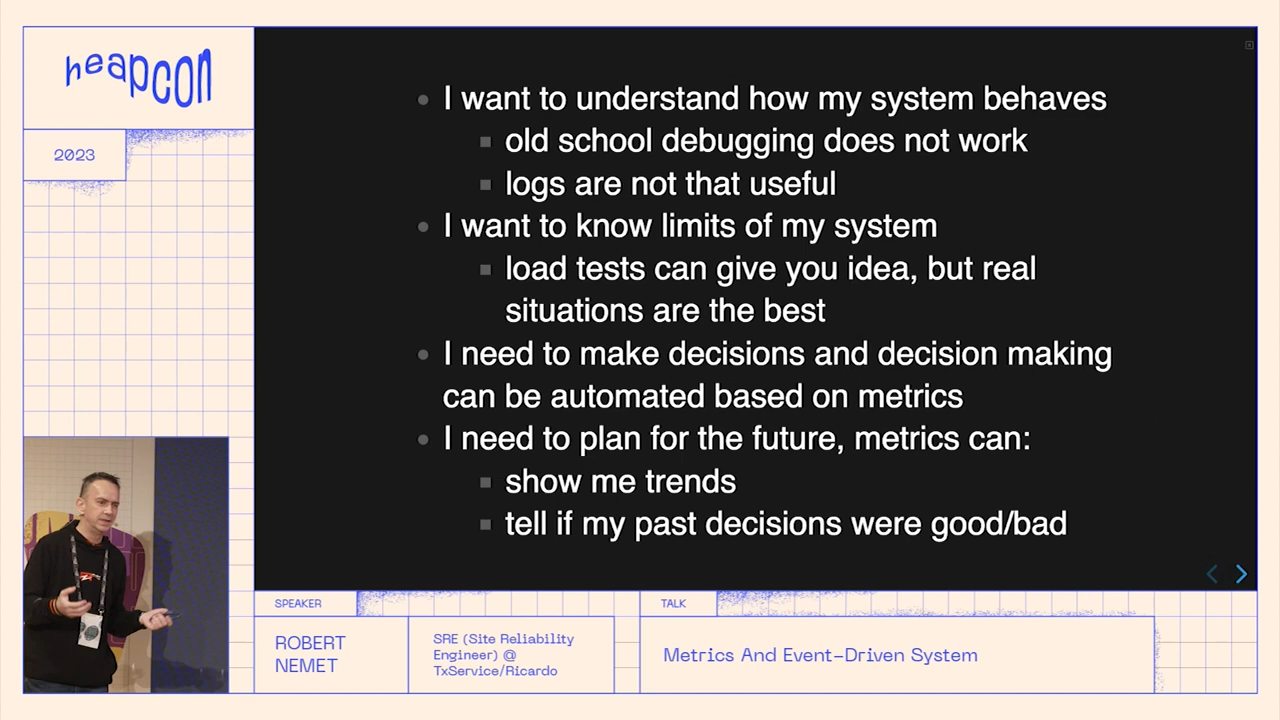 heapcon
2023
I want to understand how my system behaves
old school debugging does not work
logs are not that useful
I want to know limits of my system
load tests can give you idea, but real
situations are the best
I need to make decisions and decision making
can be automated based on metrics
I need to plan for the future, metrics can:
show me trends
tell if my past decisions were good/bad
SPEAKER
ROBERT
NEMET
SRE (Site Reliability
Engineer) @
TxService/Ricardo
TALK
Metrics And Event-Driven System